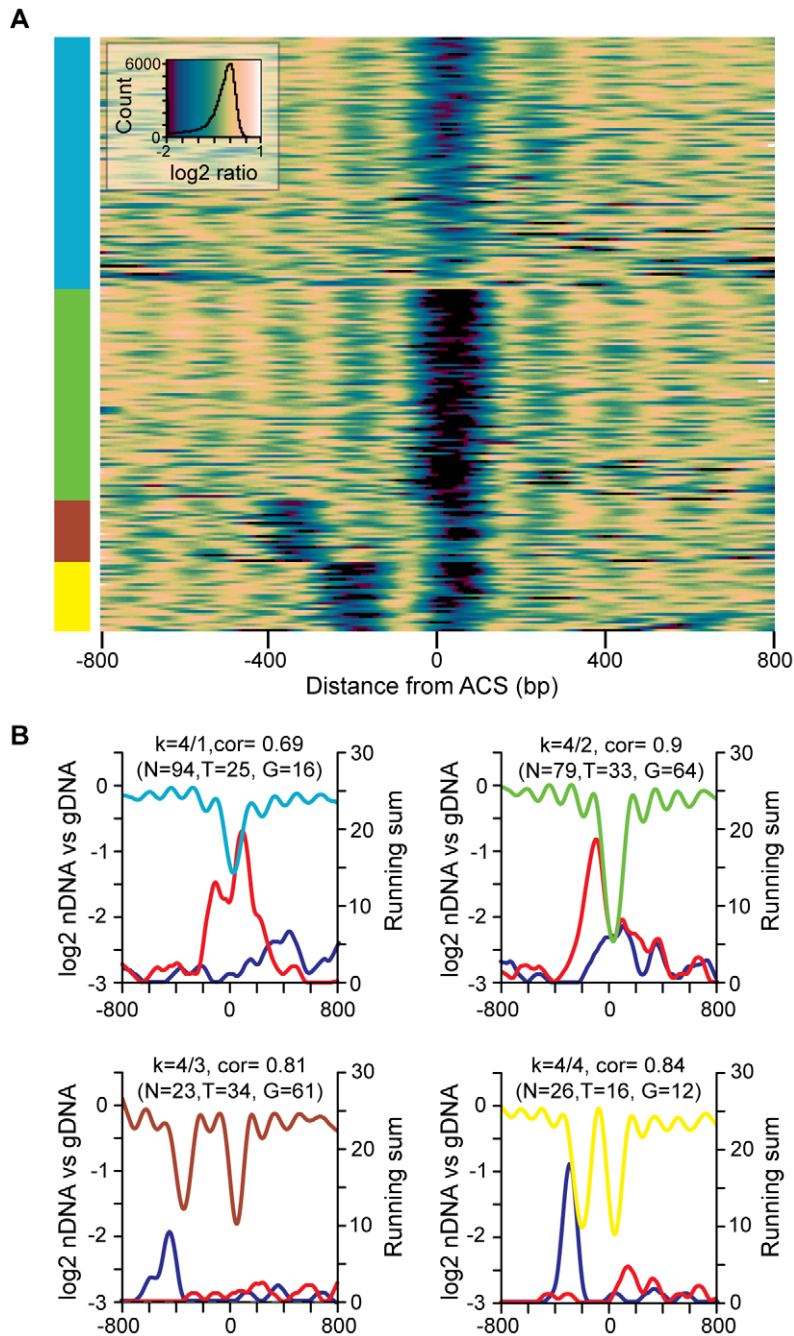 A
6000
Count
0
-2
1
log2 ratio
-800
-400
0
400
800
Distance from ACS (bp)
B
k=4/1,cor= 0.69
(N=94,T=25, G=16)
log2 nDNA vs gDNA
0
-1
-2
-3
30
20
10
0
Running sum
-800
0
800
k=4/2, cor= 0.9
(N=79,T=33, G=64)
log2 nDNA vs gDNA
0
-1
-2
-3
30
20
10
0
Running sum
-800
0
800
k=4/3, cor= 0.81
(N=23,T=34, G=61)
log2 nDNA vs gDNA
0
-1
-2
-3
30
20
10
0
Running sum
-800
0
800
k=4/4, cor= 0.84
(N=26,T=16, G=12)
log2 nDNA vs gDNA
0
-1
-2
-3
30
20
10
0
Running sum
-800
0
800